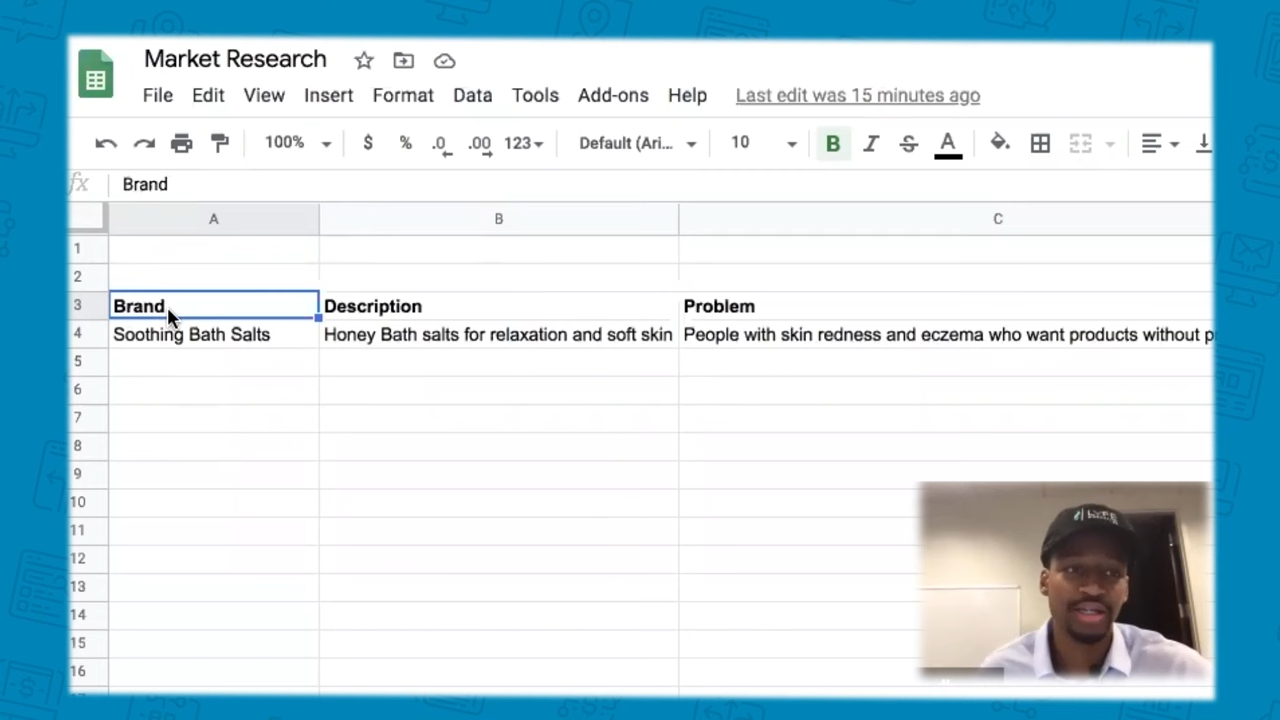 Market Research
File Edit View Insert Format Data Tools Add-ons Help Last edit was 15 minutes ago
100% $ % .0 .00 123 Default (Ari... 10 B I S A
fx Brand
A B C
1
2
3 Brand Description Problem
4 Soothing Bath Salts Honey Bath salts for relaxation and soft skin People with skin redness and eczema who want products without
5
6
7
8
9
10
11
12
13
14
15
16